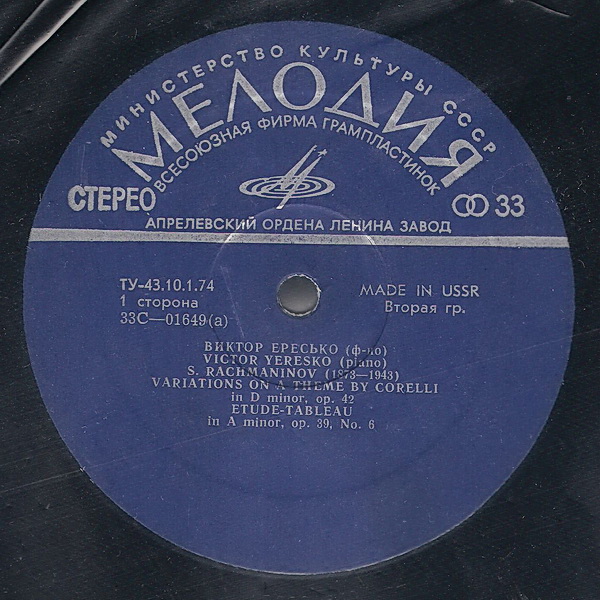 МИНИСТЕРСТВО КУЛЬТУРЫ СССР
МЕЛОДИЯ
ВСЕСОЮЗНАЯ ФИРМА ГРАМПЛАСТИНОК
СТЕРЕО
33
АПРЕЛЕВСКИЙ ОРДЕНА ЛЕНИНА ЗАВОД
ТУ-43.10.1.74
1 сторона
33С—01649(а)
MADE IN USSR
Вторая гр.
ВИКТОР ЕРЕСЬКО (ф-по)
VICTOR YERESKO (piano)
S. RACHMANINOV (1873—1943)
VARIATIONS ON A THEME BY CORELLI
in D minor, op. 42
ETUDE-TABLEAU
in A minor, op. 39, No. 6